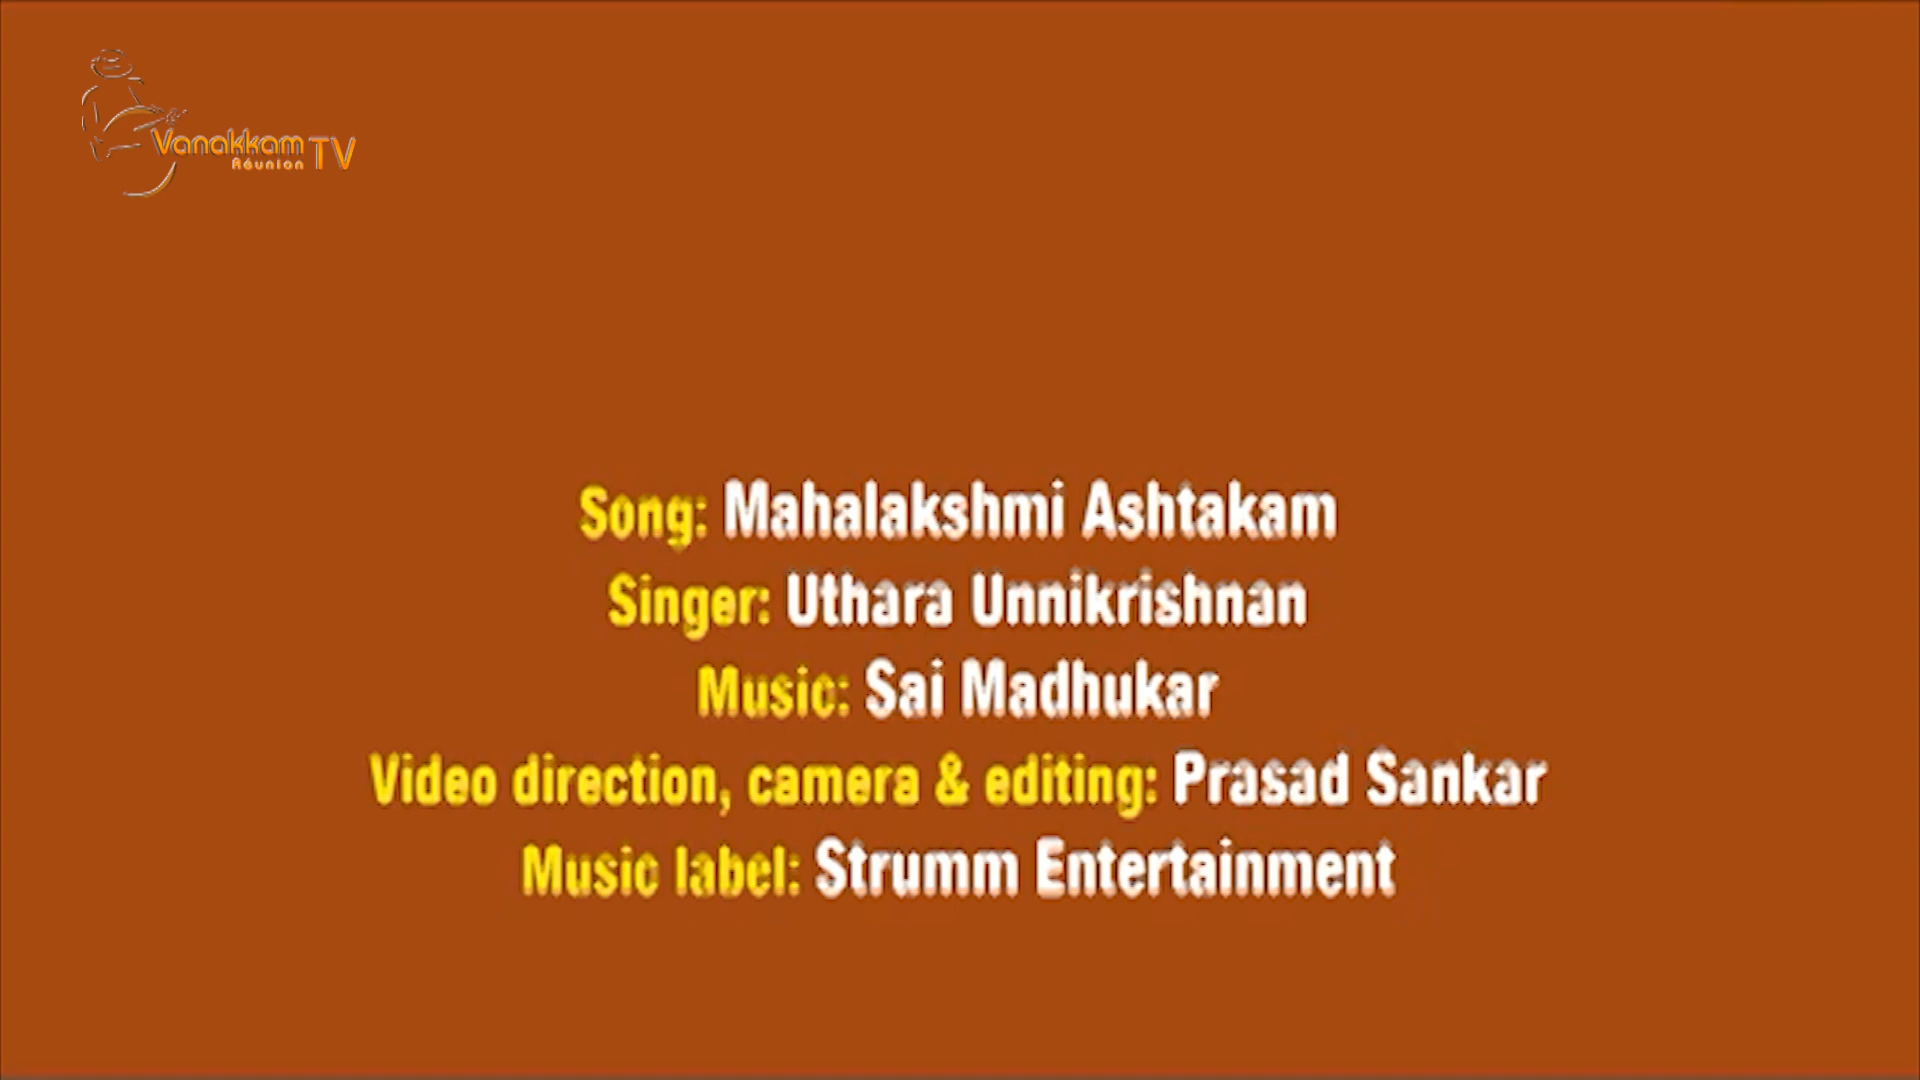 Vanakkam TV
Réunion
Song: Mahalakshmi Ashtakam
Singer: Uthara Unnikrishnan
Music: Sai Madhukar
Video direction, camera & editing: Prasad Sankar
Music label: Strumm Entertainment